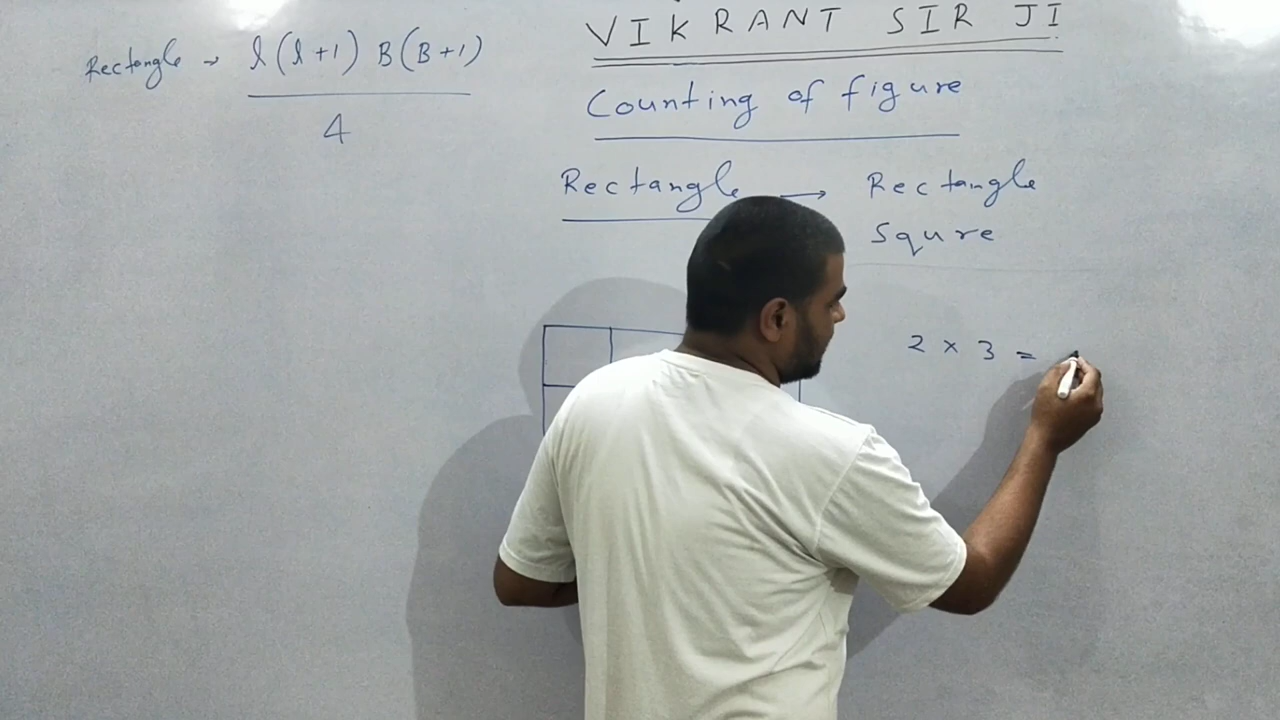 Rectangle → l(l+1) B(B+1)
4
VIKRANT SIR JI
Counting of figure
Rectangle → Rectangle
Squre
2 × 3 =